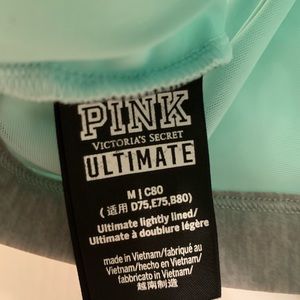 PINK
VICTORIA'S SECRET
ULTIMATE
M | C80
(适用 D75,E75,B80)
Ultimate lightly lined/
Ultimate à doublure légère
made in Vietnam/fabriqué au
Vietnam/hecho en Vietnam/
fabbricato in Vietnam/
越南制造